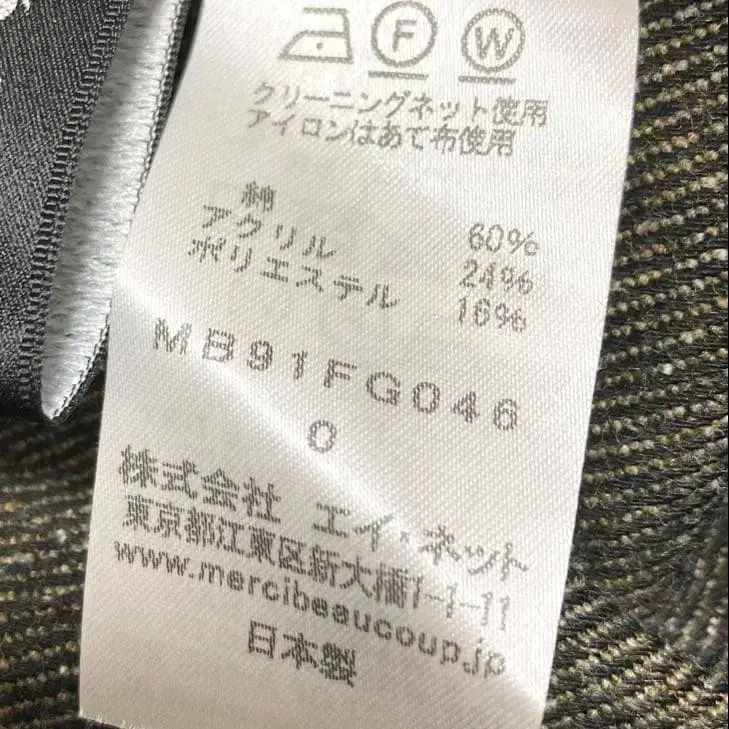 F W
クリーニングネット使用
アイロンはあて布使用
綿 60%
アクリル 24%
ポリエステル 16%
MB91FG046
0
株式会社 エイ・ネット
東京都江東区新大橋1-1-11
www.mercibeaucoup.jp
日本製